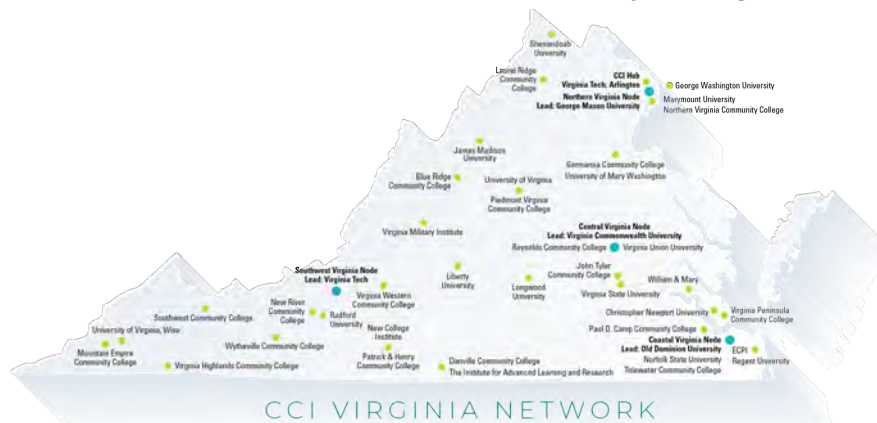 Shenandoah
University
Laurel Ridge
Community
College
CCI Hub
Virginia Tech, Arlington
Northern Virginia Node
Lead: George Mason University
George Washington University
Marymount University
Northern Virginia Community College
James Madison
University
Blue Ridge
Community College
University of Virginia
Piedmont Virginia
Community College
Germanna Community College
University of Mary Washington
Virginia Military Institute
Central Virginia Node
Lead: Virginia Commonwealth University
Reynolds Community College
Virginia Union University
Southwest Virginia Node
Lead: Virginia Tech
Liberty
University
Longwood
University
John Tyler
Community College
Virginia State University
William & Mary
Southwest Community College
New River
Community
College
Radford
University
Virginia Western
Community College
New College
Institute
Christopher Newport University
Virginia Peninsula
Community College
University of Virginia, Wise
Mountain Empire
Community College
Virginia Highlands Community College
Wytheville Community College
Patrick & Henry
Community College
Danville Community College
The Institute for Advanced Learning and Research
Paul D. Camp Community College
Coastal Virginia Node
Lead: Old Dominion University
Norfolk State University
Tidewater Community College
ECPI
Regent University
CCI VIRGINIA NETWORK